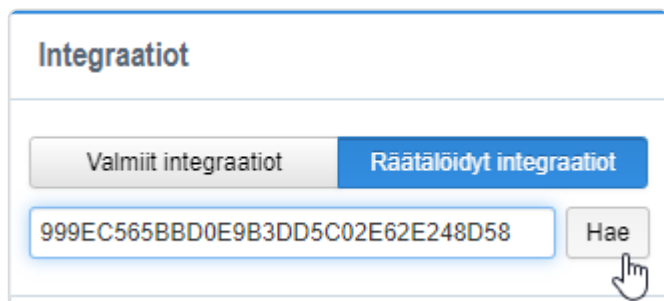 Integraatiot
Valmiit integraatiot Räätälöidyt integraatiot
999EC565BBD0E9B3DD5C02E62E248D58 Hae